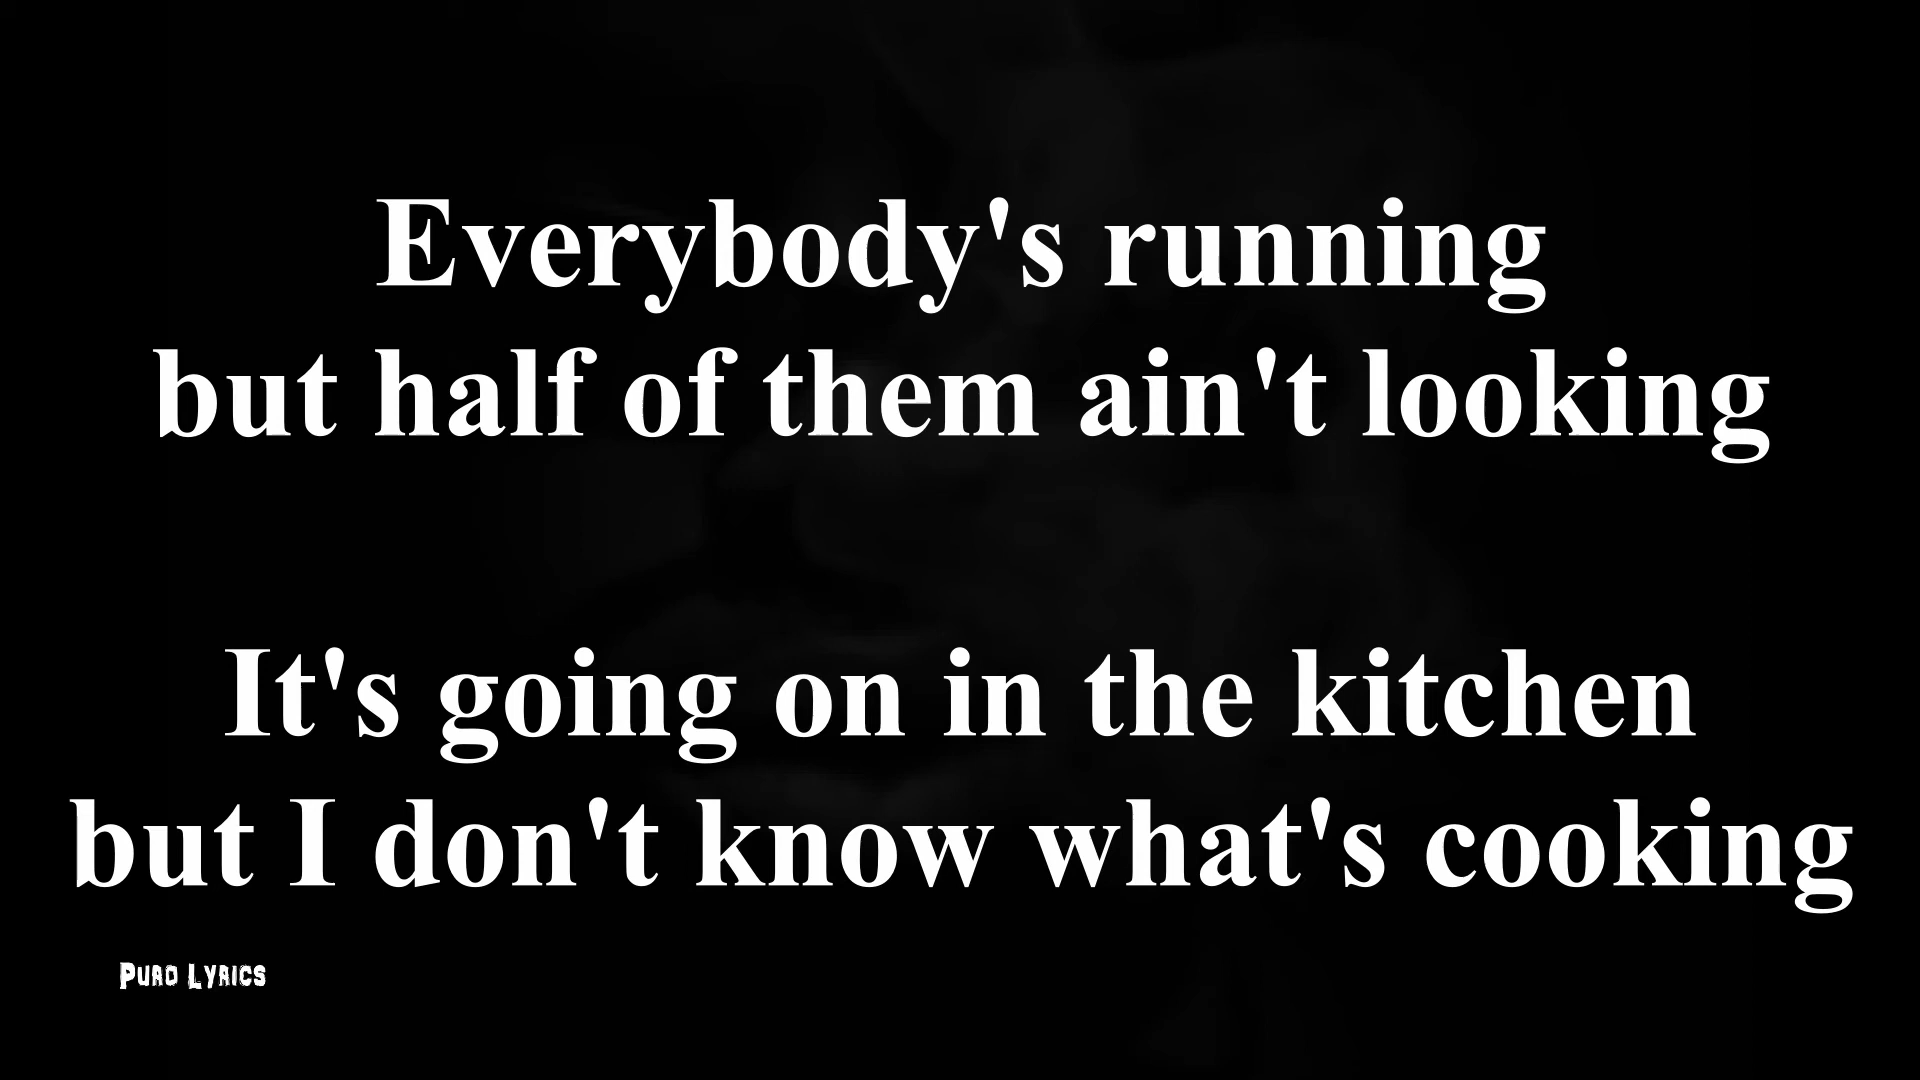 Everybody's running
but half of them ain't looking
It's going on in the kitchen
but I don't know what's cooking
Puro Lyrics